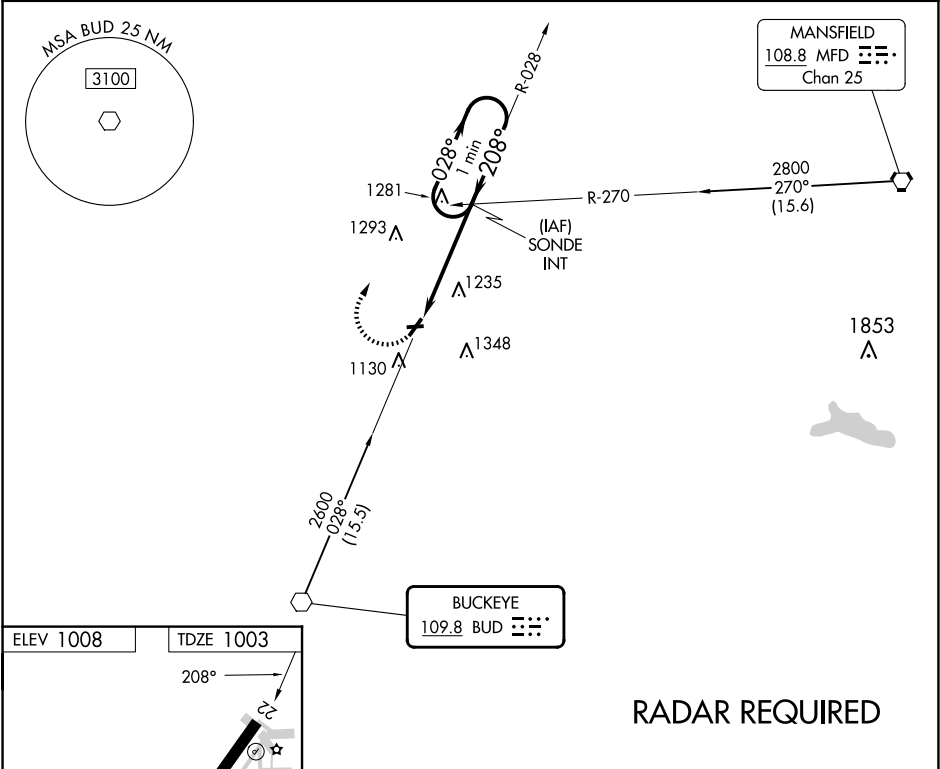 MSA BUD 25 NM
3100
MANSFIELD
108.8 MFD
Chan 25
R-028
028°
1 min
208°
2800
270°
(15.6)
R-270
1281
1293
(IAF)
SONDE
INT
1235
1348
1130
1853
2600
028°
(15.5)
BUCKEYE
109.8 BUD
ELEV 1008
TDZE 1003
208°
22
RADAR REQUIRED